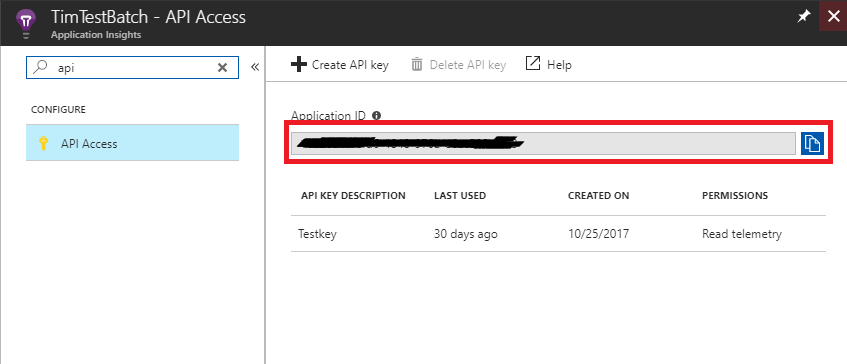 TimTestBatch - API Access
Application Insights
api
CONFIGURE
API Access
Create API key
Delete API key
Help
Application ID
API KEY DESCRIPTION LAST USED CREATED ON PERMISSIONS
Testkey 30 days ago 10/25/2017 Read telemetry